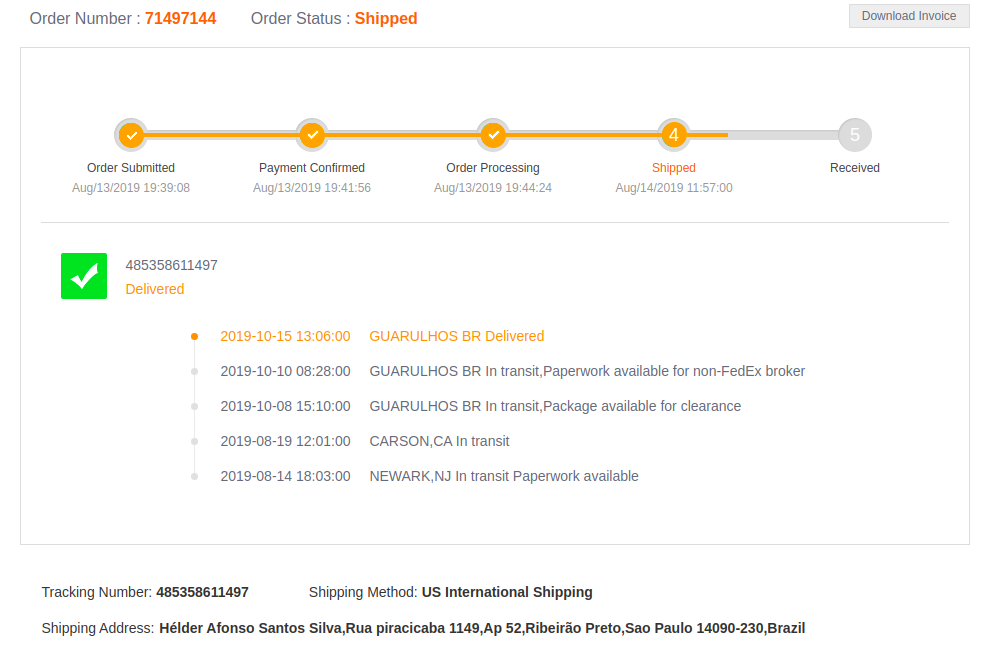 Order Number : 71497144 Order Status : Shipped Download Invoice
4 5
Order Submitted Payment Confirmed Order Processing Shipped Received
Aug/13/2019 19:39:08 Aug/13/2019 19:41:56 Aug/13/2019 19:44:24 Aug/14/2019 11:57:00
485358611497
Delivered
2019-10-15 13:06:00 GUARULHOS BR Delivered
2019-10-10 08:28:00 GUARULHOS BR In transit,Paperwork available for non-FedEx broker
2019-10-08 15:10:00 GUARULHOS BR In transit,Package available for clearance
2019-08-19 12:01:00 CARSON,CA In transit
2019-08-14 18:03:00 NEWARK,NJ In transit Paperwork available
Tracking Number: 485358611497 Shipping Method: US International Shipping
Shipping Address: Hélder Afonso Santos Silva,Rua piracicaba 1149,Ap 52,Ribeirão Preto,Sao Paulo 14090-230,Brazil